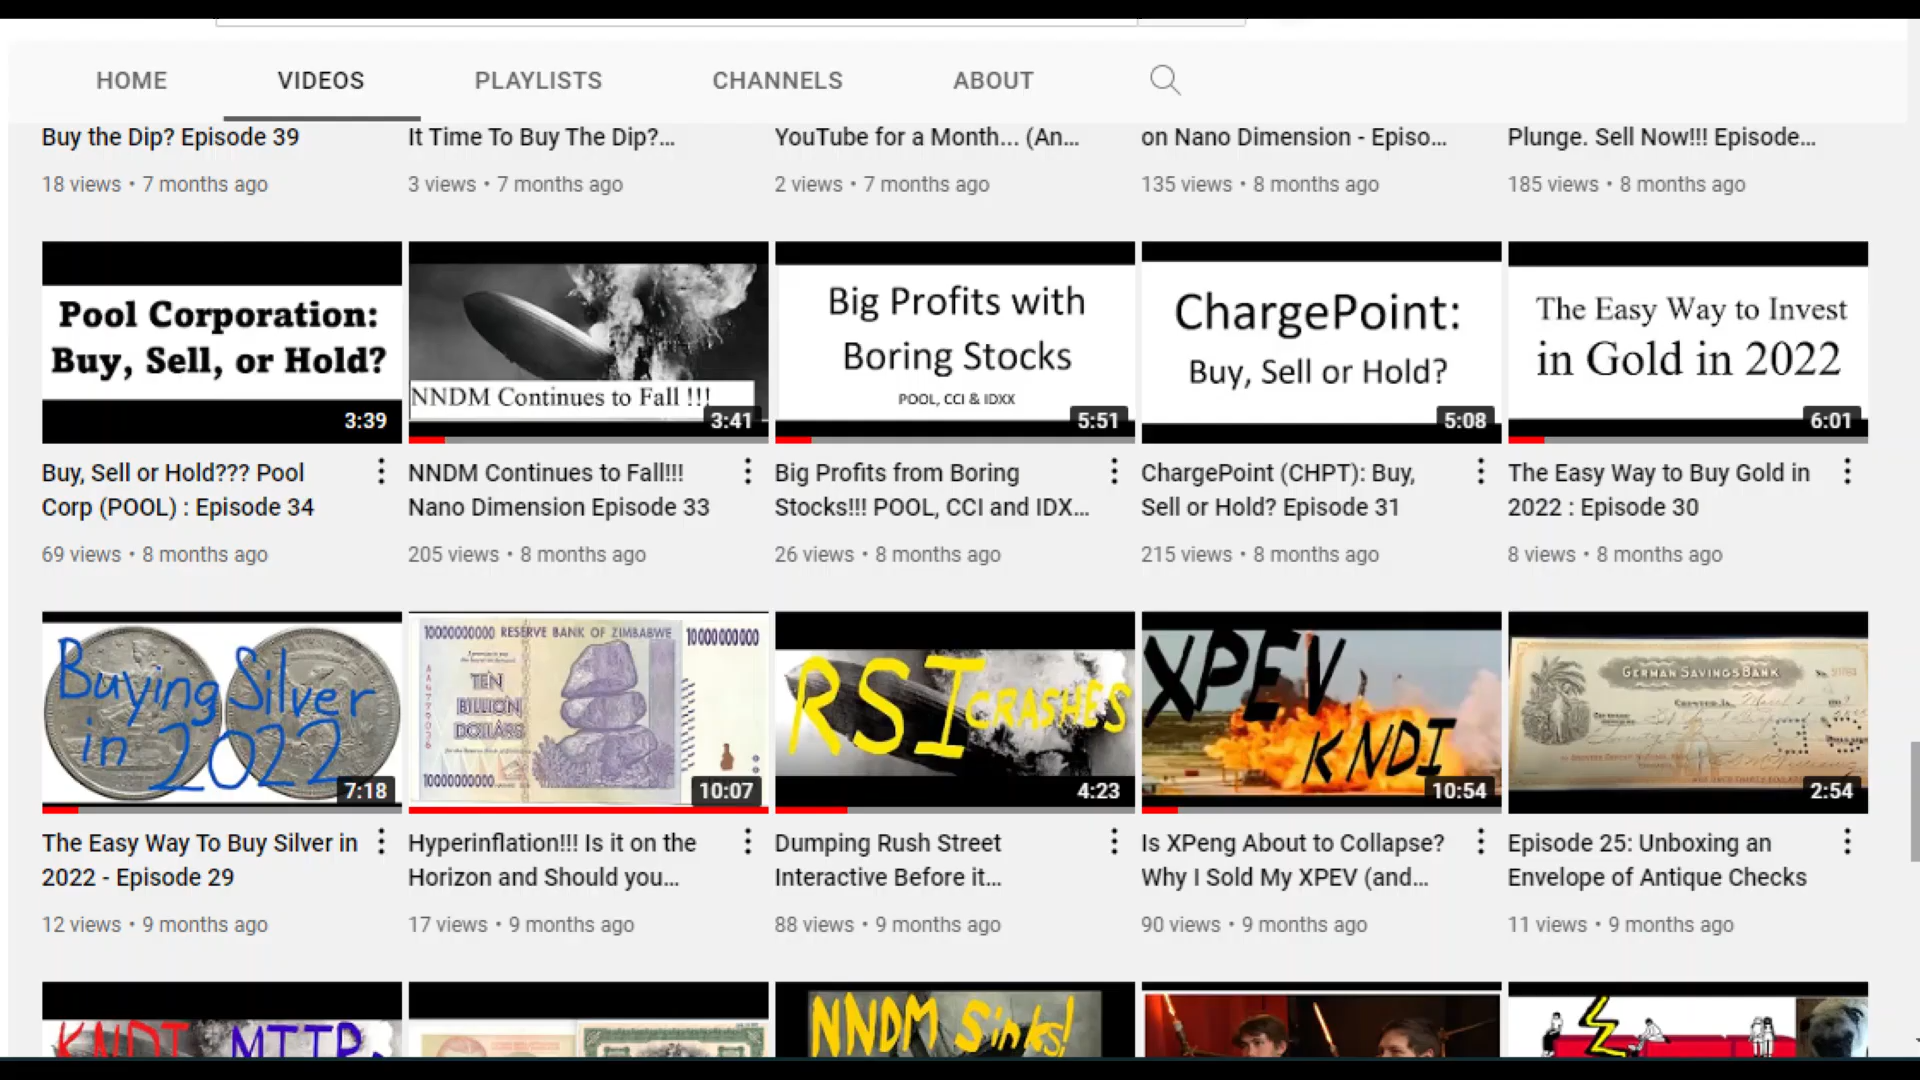 HOME VIDEOS PLAYLISTS CHANNELS ABOUT
Buy the Dip? Episode 39
18 views • 7 months ago
It Time To Buy The Dip?...
3 views • 7 months ago
YouTube for a Month... (An...
2 views • 7 months ago
on Nano Dimension - Episo...
135 views • 8 months ago
Plunge. Sell Now!!! Episode...
185 views • 8 months ago
Pool Corporation:
Buy, Sell, or Hold?
3:39
Buy, Sell or Hold??? Pool
Corp (POOL) : Episode 34
69 views • 8 months ago
NNDM Continues to Fall !!!
3:41
NNDM Continues to Fall!!!
Nano Dimension Episode 33
205 views • 8 months ago
Big Profits with
Boring Stocks
POOL, CCI & IDXX
5:51
Big Profits from Boring
Stocks!!! POOL, CCI and IDX...
26 views • 8 months ago
ChargePoint:
Buy, Sell or Hold?
5:08
ChargePoint (CHPT): Buy,
Sell or Hold? Episode 31
215 views • 8 months ago
The Easy Way to Invest
in Gold in 2022
6:01
The Easy Way to Buy Gold in
2022 : Episode 30
8 views • 8 months ago
Buying Silver
in 2022
7:18
The Easy Way To Buy Silver in
2022 - Episode 29
12 views • 9 months ago
10000000000 RESERVE BANK OF ZIMBABWE 10000000000
TEN
BILLION
DOLLARS
10000000000
10:07
Hyperinflation!!! Is it on the
Horizon and Should you...
17 views • 9 months ago
RSI CRASHES
4:23
Dumping Rush Street
Interactive Before it...
88 views • 9 months ago
XPEV
KNDI
10:54
Is XPeng About to Collapse?
Why I Sold My XPEV (and...
90 views • 9 months ago
GERMAN SAVINGS BANK
2:54
Episode 25: Unboxing an
Envelope of Antique Checks
11 views • 9 months ago
KNDI MTTR,
NNDM Sinks!